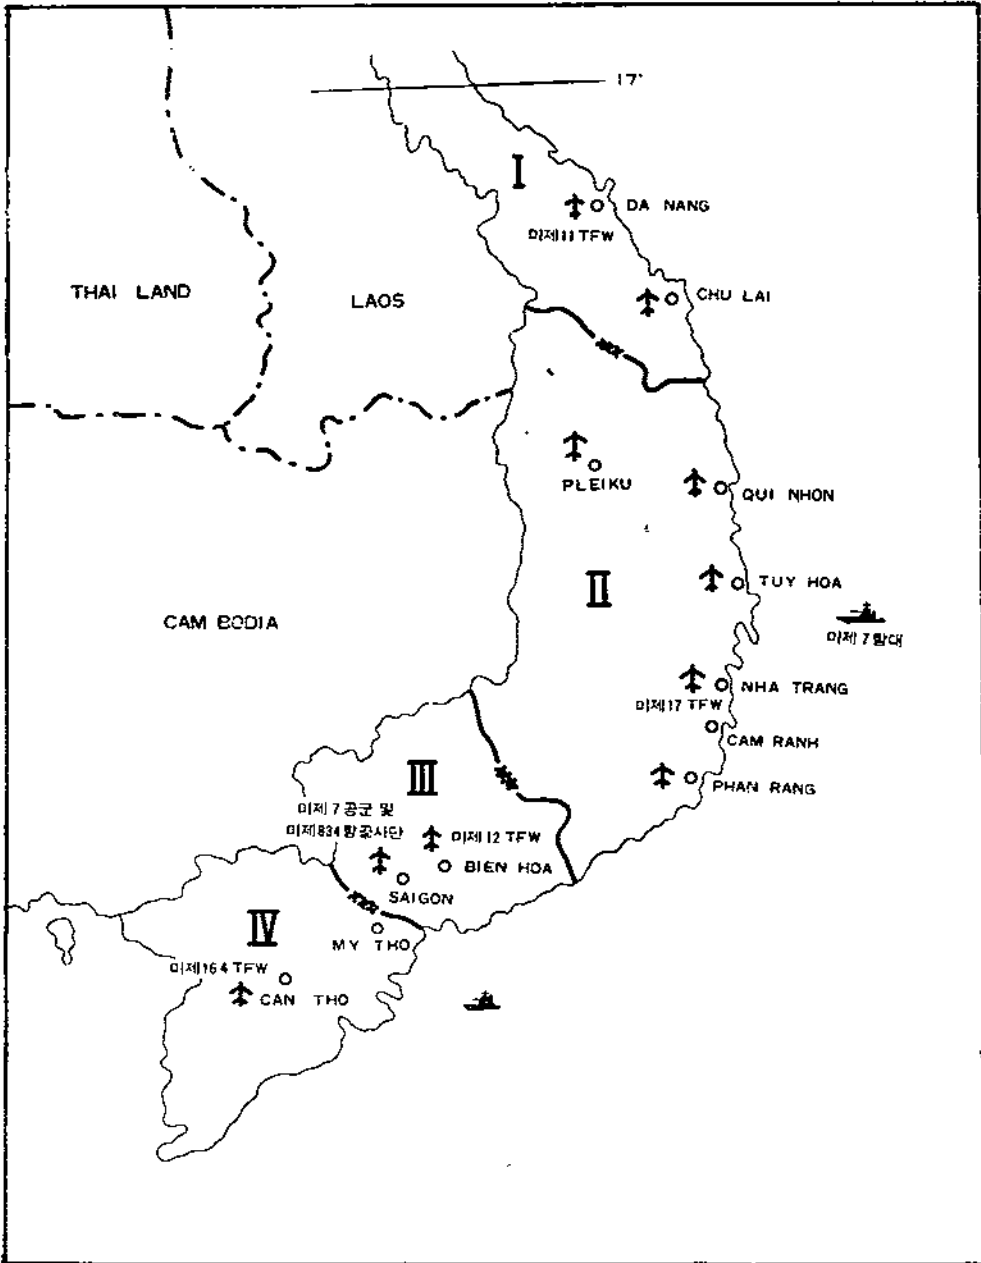 17°
I
DA NANG
미제11 TFW
THAI LAND
LAOS
CHU LAI
PLEIKU
QUI NHON
II
TUY HOA
CAM BODIA
미제7함대
NHA TRANG
미제17 TFW
CAM RANH
III
PHAN RANG
미제7공군 및
미제834항공사단
미제12 TFW
BIEN HOA
SAIGON
IV
MY THO
미제164 TFW
CAN THO